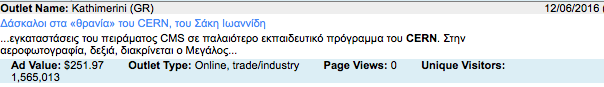 Outlet Name: Kathimerini (GR) 12/06/2016 (
Δάσκαλοι στα «θρανία» του CERN, του Σάκη Ιωαννίδη
...εγκαταστάσεις του πειράματος CMS σε παλαιότερο εκπαιδευτικό πρόγραμμα του CERN. Στην
αεροφωτογραφία, δεξιά, διακρίνεται ο Μεγάλος...
Ad Value: $251.97 Outlet Type: Online, trade/industry Page Views: 0 Unique Visitors:
1,565,013